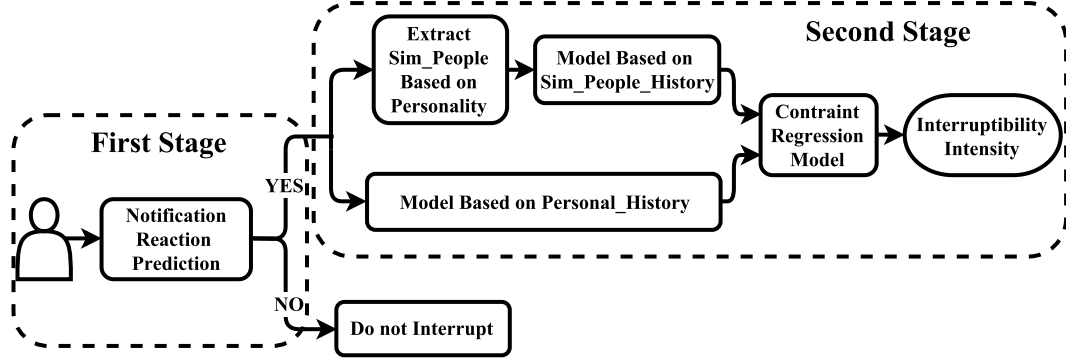 Second Stage
Extract
Sim_People
Based on
Personality
Model Based on
Sim_People_History
Contraint
Regression
Model
Interruptibility
Intensity
First Stage
YES
Model Based on Personal_History
Notification
Reaction
Prediction
NO
Do not Interrupt